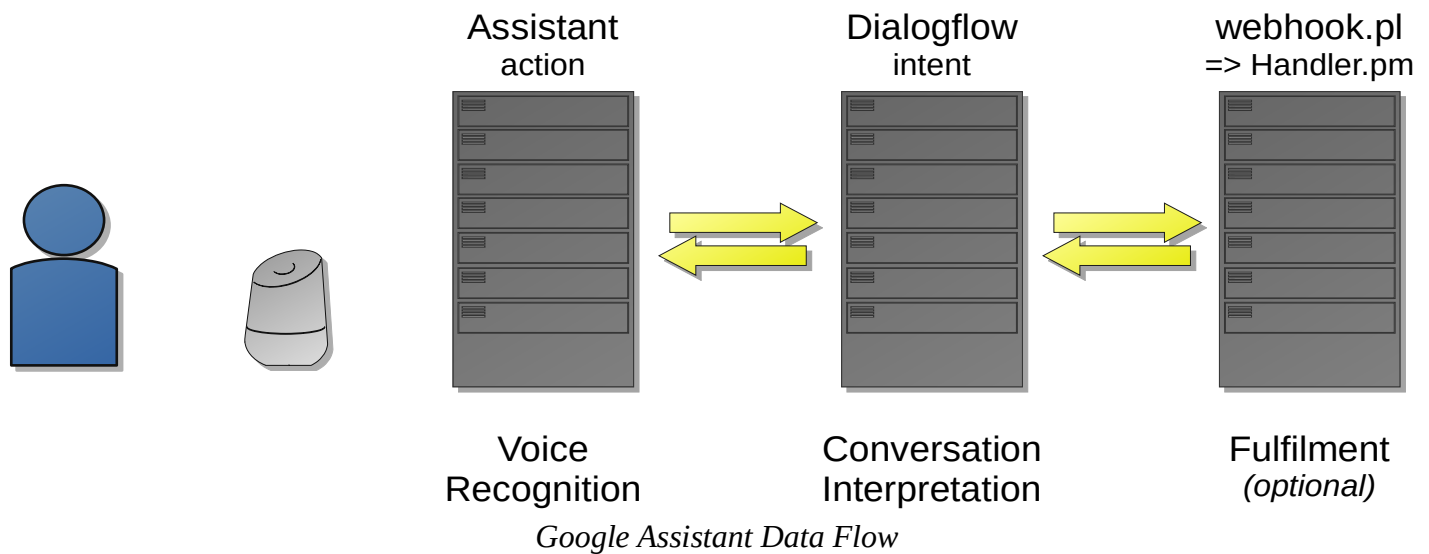 Assistant
action
Dialogflow
intent
webhook.pl
=> Handler.pm
Voice
Recognition
Conversation
Interpretation
Fulfilment
(optional)
Google Assistant Data Flow